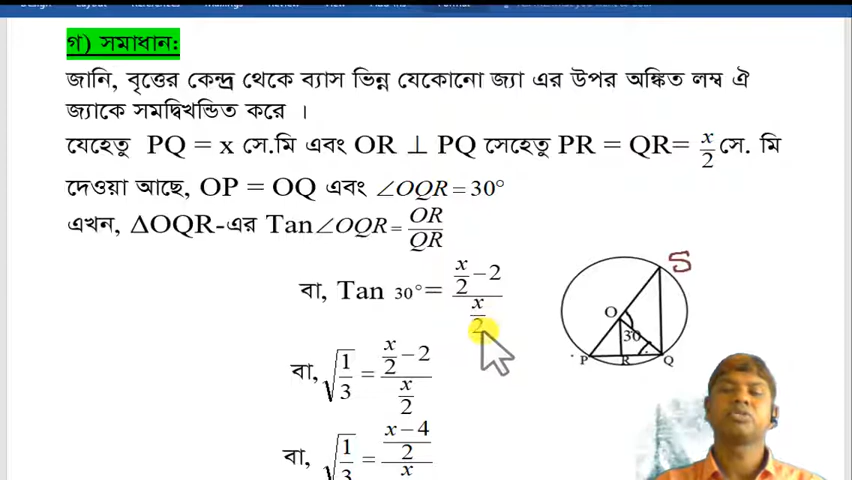 গ) সমাধান:
জানি, বৃত্তের কেন্দ্র থেকে ব্যাস ভিন্ন যেকোনো জ্যা এর উপর অঙ্কিত লম্ব ঐ
জ্যাকে সমদ্বিখন্ডিত করে ।
যেহেতু PQ = x সে.মি এবং OR ⊥ PQ সেহেতু PR = QR= x/2 সে. মি
দেওয়া আছে, OP = OQ এবং ∠OQR = 30°
এখন, ΔOQR-এর Tan∠OQR = OR/QR
বা, Tan 30° = (x/2 − 2)/(x/2)
বা, √(1/3) = (x/2 − 2)/(x/2)
বা, √(1/3) = ((x − 4)/2)/x
S
O
30
P R Q